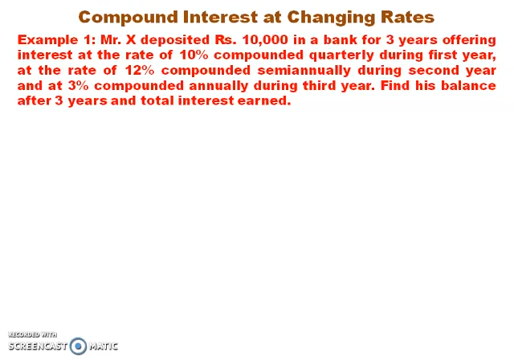 Compound Interest at Changing Rates
Example 1: Mr. X deposited Rs. 10,000 in a bank for 3 years offering
interest at the rate of 10% compounded quarterly during first year,
at the rate of 12% compounded semiannually during second year
and at 3% compounded annually during third year. Find his balance
after 3 years and total interest earned.
RECORDED WITH
SCREENCAST MATIC